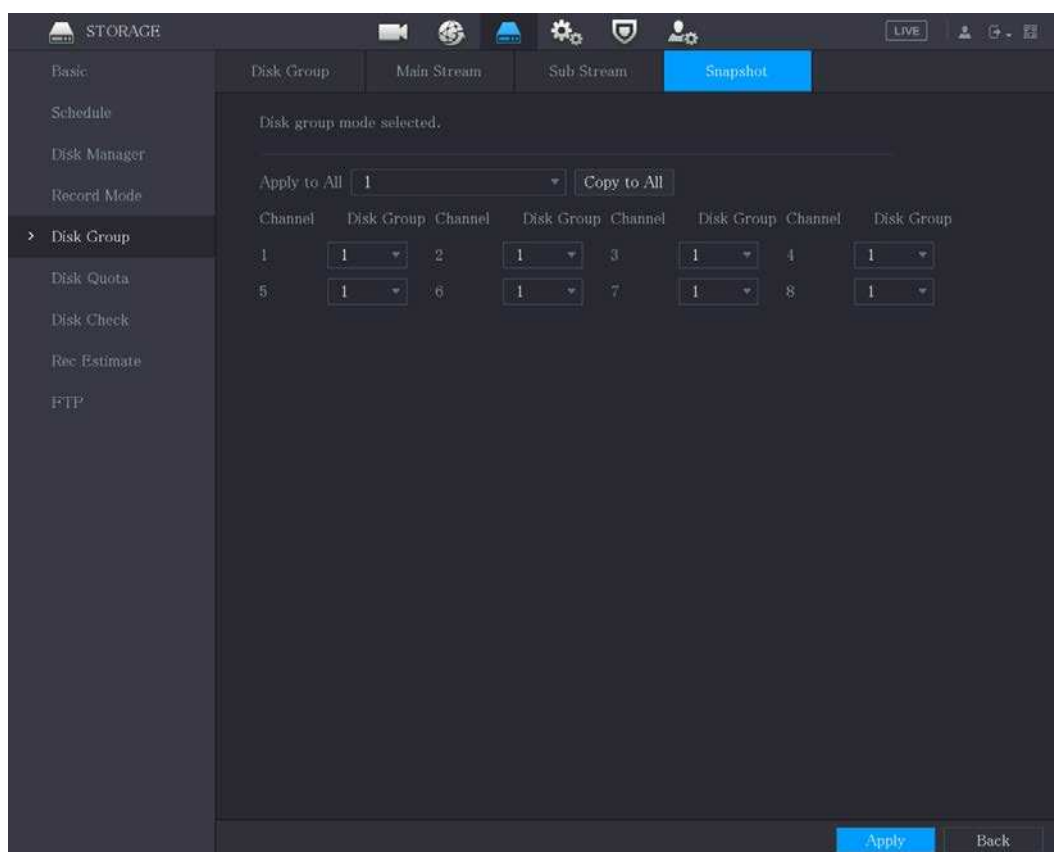 STORAGE LIVE
Basic
Schedule
Disk Manager
Record Mode
Disk Group
Disk Quota
Disk Check
Rec Estimate
FTP
Disk Group Main Stream Sub Stream Snapshot
Disk group mode selected.
Apply to All 1 Copy to All
Channel Disk Group Channel Disk Group Channel Disk Group Channel Disk Group
1 1 2 1 3 1 4 1
5 1 6 1 7 1 8 1
Apply Back